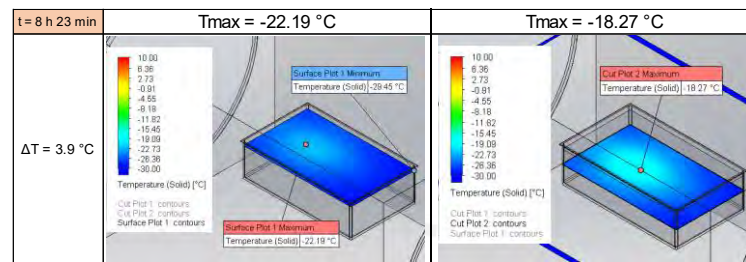 t = 8 h 23 min
Tmax = -22.19 °C
Tmax = -18.27 °C
ΔT = 3.9 °C
10.00
6.36
2.73
-0.91
-4.55
-8.18
-11.82
-15.45
-19.09
-22.73
-26.36
-30.00
Temperature (Solid) [°C]
Cut Plot 1: contours
Cut Plot 2: contours
Surface Plot 1: contours
Surface Plot 1 Minimum
Temperature (Solid) -29.45 °C
Surface Plot 1 Maximum
Temperature (Solid) -22.19 °C
10.00
6.36
2.73
-0.91
-4.55
-8.18
-11.82
-15.45
-19.09
-22.73
-26.36
-30.00
Temperature (Solid) [°C]
Cut Plot 1: contours
Cut Plot 2: contours
Surface Plot 1: contours
Cut Plot 2 Maximum
Temperature (Solid) -18.27 °C